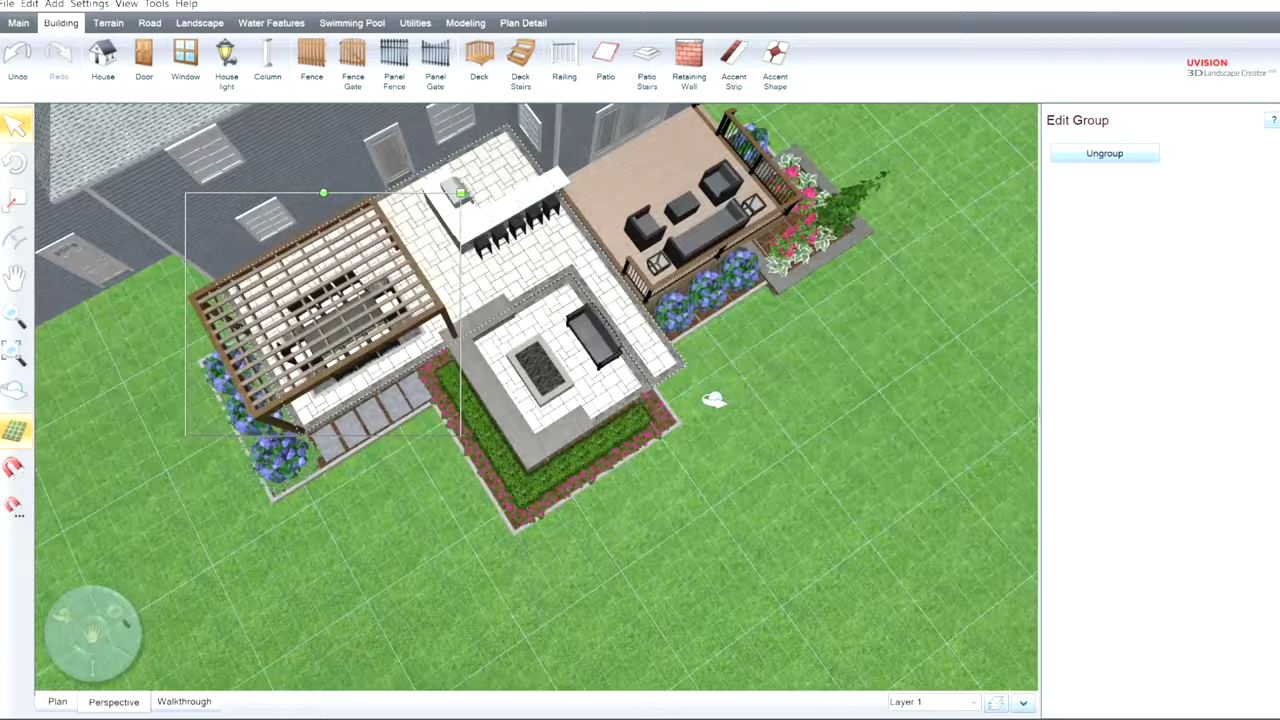 File Edit Add Settings View Tools Help
Main Building Terrain Road Landscape Water Features Swimming Pool Utilities Modeling Plan Detail
Undo Redo House Door Window House light Column Fence Fence Gate Panel Fence Panel Gate Deck Deck Stairs Railing Patio Patio Stairs Retaining Wall Accent Strip Accent Shape
UVISION
3D Landscape Creator
Edit Group
?
Ungroup
Plan Perspective Walkthrough
Layer 1